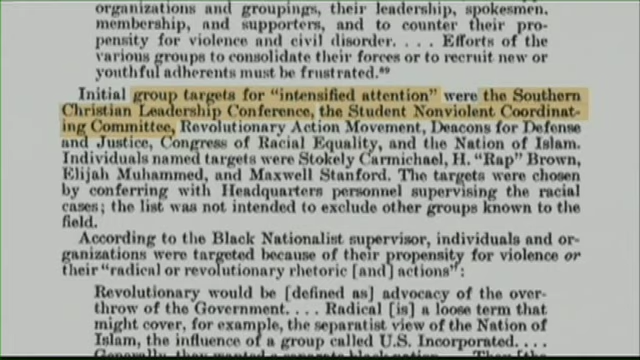 organizations and groupings, their leadership, spokesmen,
membership, and supporters, and to counter their pro-
pensity for violence and civil disorder. . . . Efforts of the
various groups to consolidate their forces or to recruit new or
youthful adherents must be frustrated.⁸⁹
Initial group targets for "intensified attention" were the Southern
Christian Leadership Conference, the Student Nonviolent Coordinat-
ing Committee, Revolutionary Action Movement, Deacons for Defense
and Justice, Congress of Racial Equality, and the Nation of Islam.
Individuals named targets were Stokely Carmichael, H. "Rap" Brown,
Elijah Muhammed, and Maxwell Stanford. The targets were chosen
by conferring with Headquarters personnel supervising the racial
cases; the list was not intended to exclude other groups known to the
field.
According to the Black Nationalist supervisor, individuals and or-
ganizations were targeted because of their propensity for violence or
their "radical or revolutionary rhetoric [and] actions":
Revolutionary would be [defined as] advocacy of the over-
throw of the Government. . . . Radical [is] a loose term that
might cover, for example, the separatist view of the Nation of
Islam, the influence of a group called U.S. Incorporated. . . .